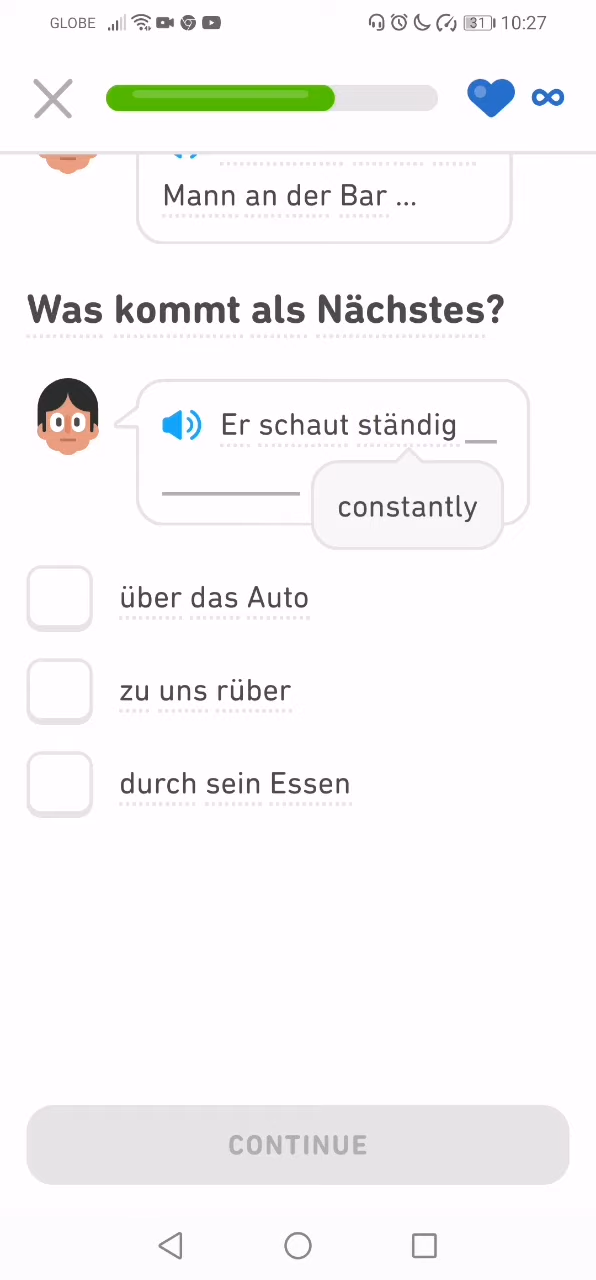 GLOBE 31 10:27
Mann an der Bar ...
Was kommt als Nächstes?
Er schaut ständig __
constantly
über das Auto
zu uns rüber
durch sein Essen
CONTINUE